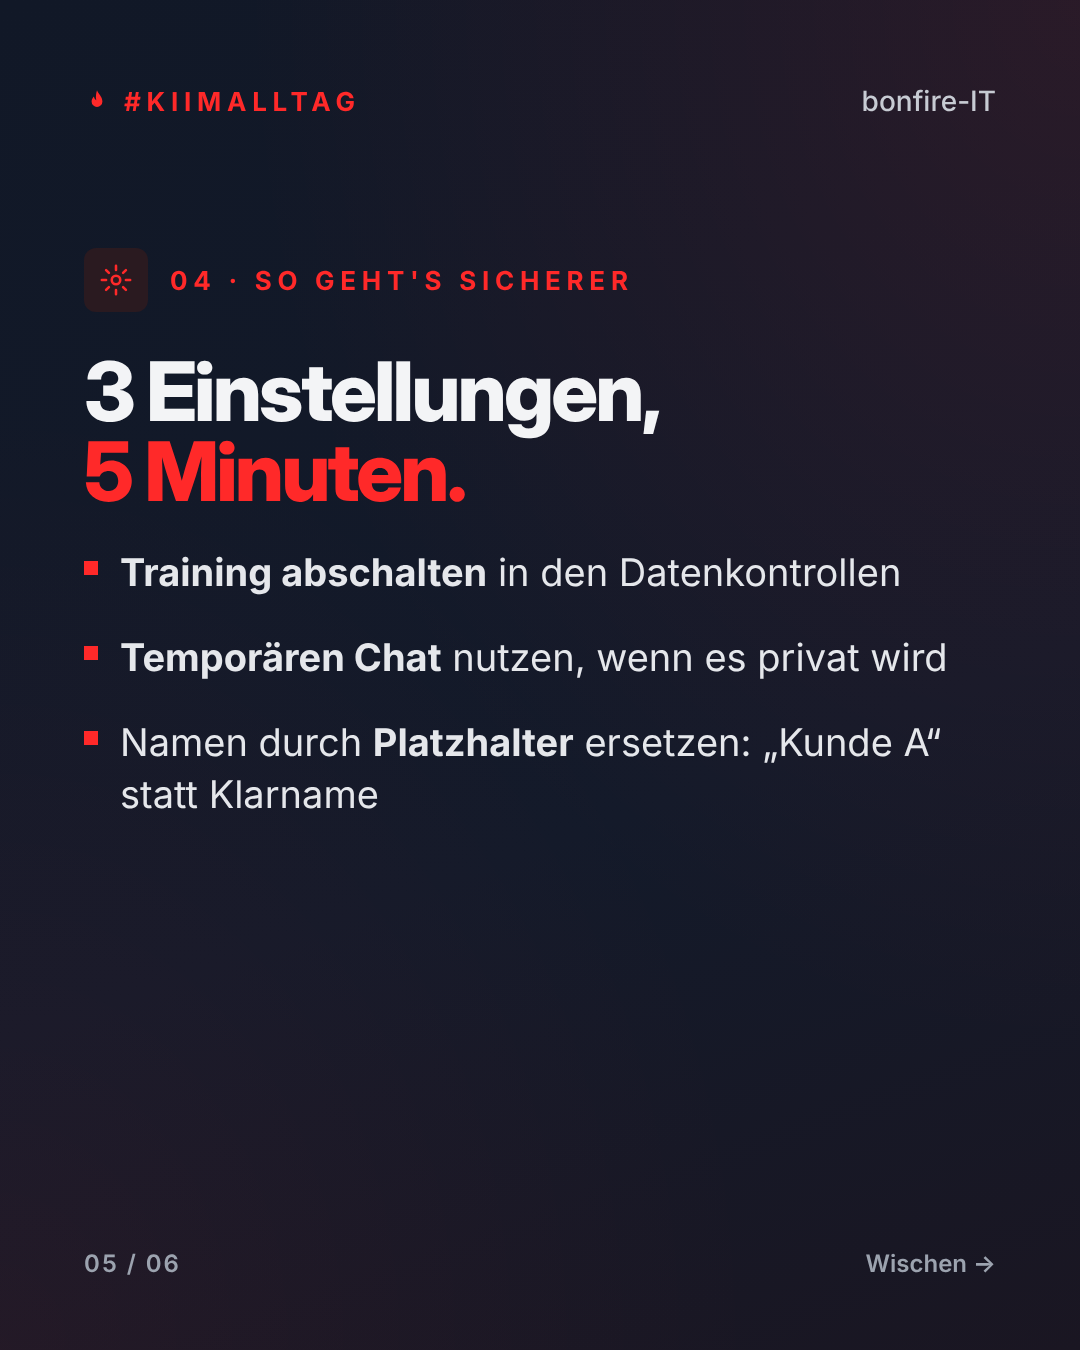 #KIIMALLTAG
bonfire-IT
04 · SO GEHT'S SICHERER
3 Einstellungen,
5 Minuten.
Training abschalten in den Datenkontrollen
Temporären Chat nutzen, wenn es privat wird
Namen durch Platzhalter ersetzen: „Kunde A“
statt Klarname
05 / 06
Wischen →